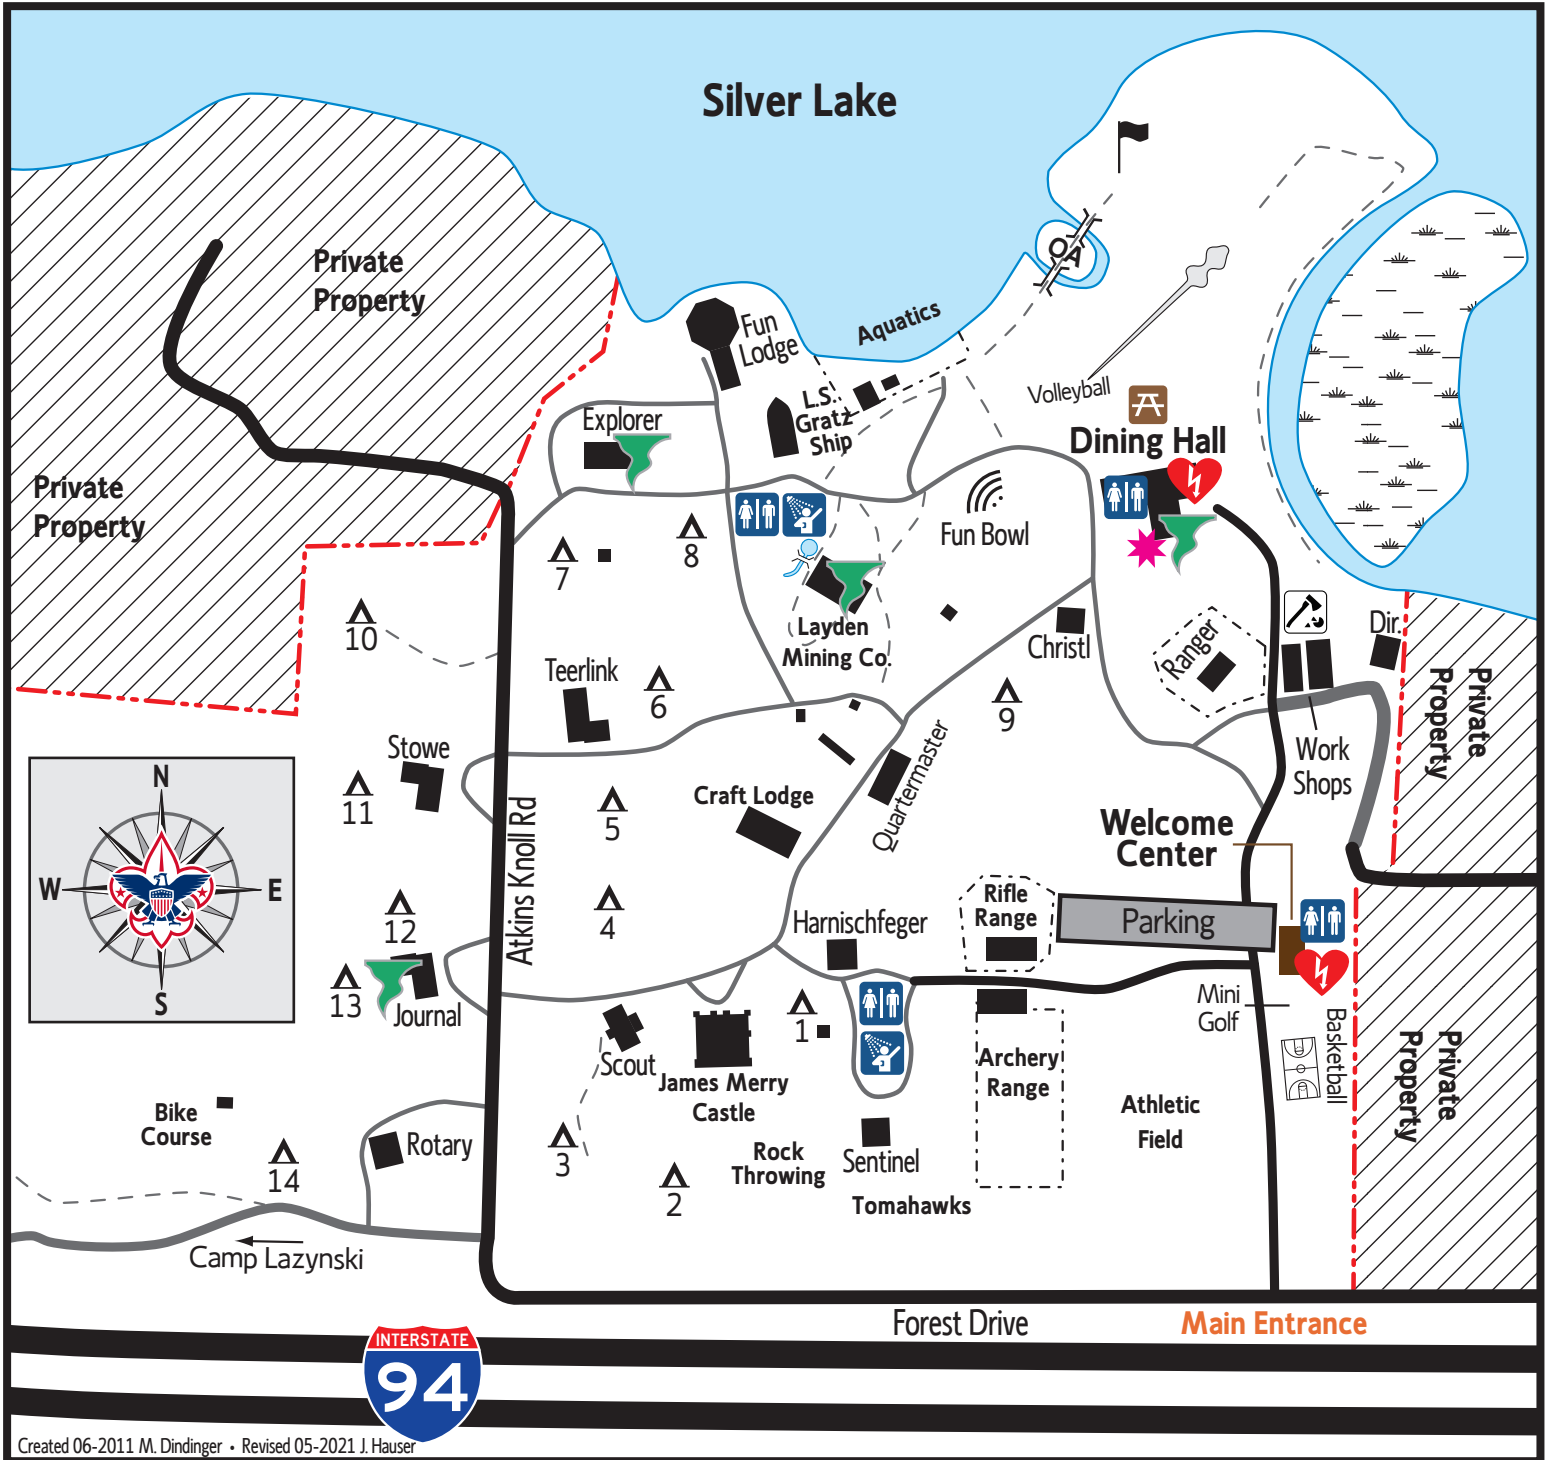 Silver Lake
Private
Property
Private
Property
Fun
Lodge
Aquatics
OA
L.S.
Gratz
Ship
Explorer
Volleyball
Dining Hall
Fun Bowl
7
8
10
Layden
Mining Co.
Christl
Ranger
Dir.
Private
Property
Teerlink
6
9
Stowe
11
5
Craft Lodge
Quartermaster
Work
Shops
Welcome
Center
N
W
E
S
Atkins Knoll Rd
12
4
Harnischfeger
Rifle
Range
Parking
13
Journal
Scout
James Merry
Castle
1
Archery
Range
Mini
Golf
Basketball
Private
Property
Athletic
Field
Bike
Course
14
Rotary
3
2
Rock
Throwing
Sentinel
Tomahawks
Camp Lazynski
Forest Drive
Main Entrance
INTERSTATE
94
Created 06-2011 M. Dindinger • Revised 05-2021 J. Hauser